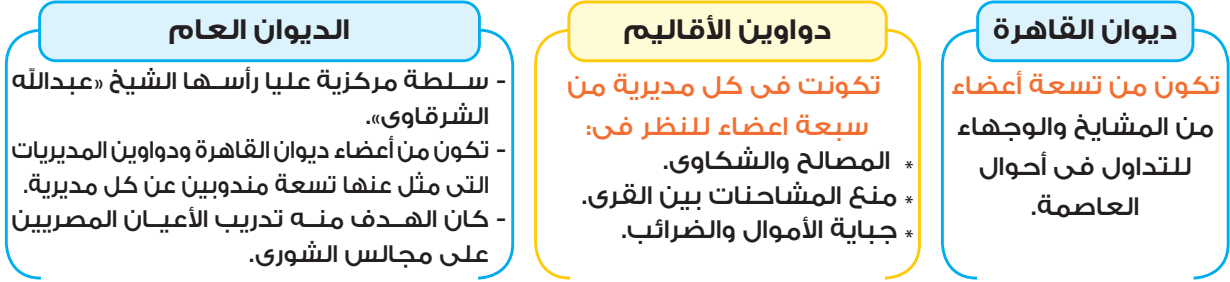 ديوان القاهرة
تكون من تسعة أعضاء
من المشايخ والوجهاء
للتداول فى أحوال
العاصمة.
دواوين الأقاليم
تكونت فى كل مديرية من
سبعة اعضاء للنظر فى:
* المصالح والشكاوى.
* منع المشاحنات بين القرى.
* جباية الأموال والضرائب.
الديوان العام
- سلطة مركزية عليا رأسها الشيخ «عبدالله
الشرقاوى».
- تكون من أعضاء ديوان القاهرة ودواوين المديريات
التى مثل عنها تسعة مندوبين عن كل مديرية.
- كان الهدف منه تدريب الأعيان المصريين
على مجالس الشورى.